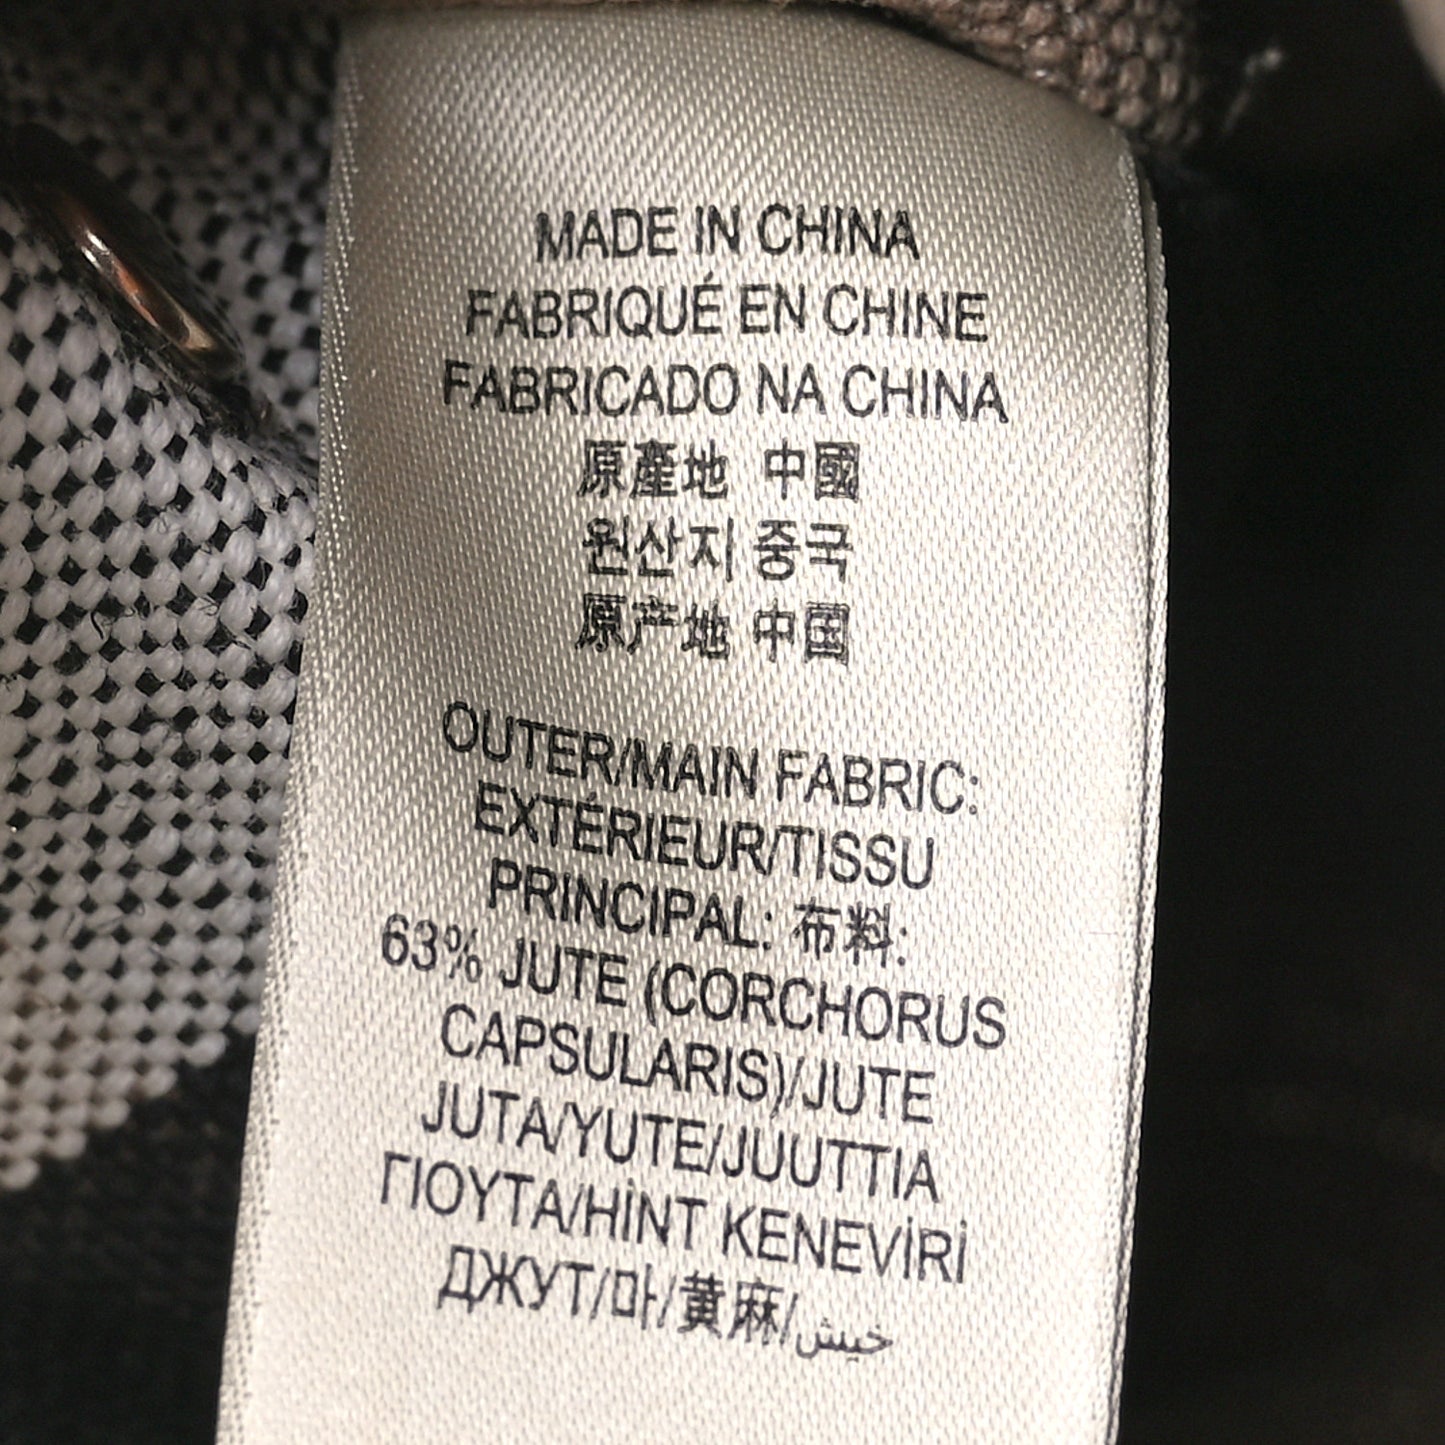 MADE IN CHINA
FABRIQUÉ EN CHINE
FABRICADO NA CHINA
原產地 中國
원산지 중국
原产地 中国
OUTER/MAIN FABRIC:
EXTÉRIEUR/TISSU
PRINCIPAL: 布料:
63% JUTE (CORCHORUS
CAPSULARIS)/JUTE
JUTA/YUTE/JUUTTIA
ΓΙΟΥΤΑ/HİNT KENEVİRİ
ДЖУТ/마/黄麻/خيش